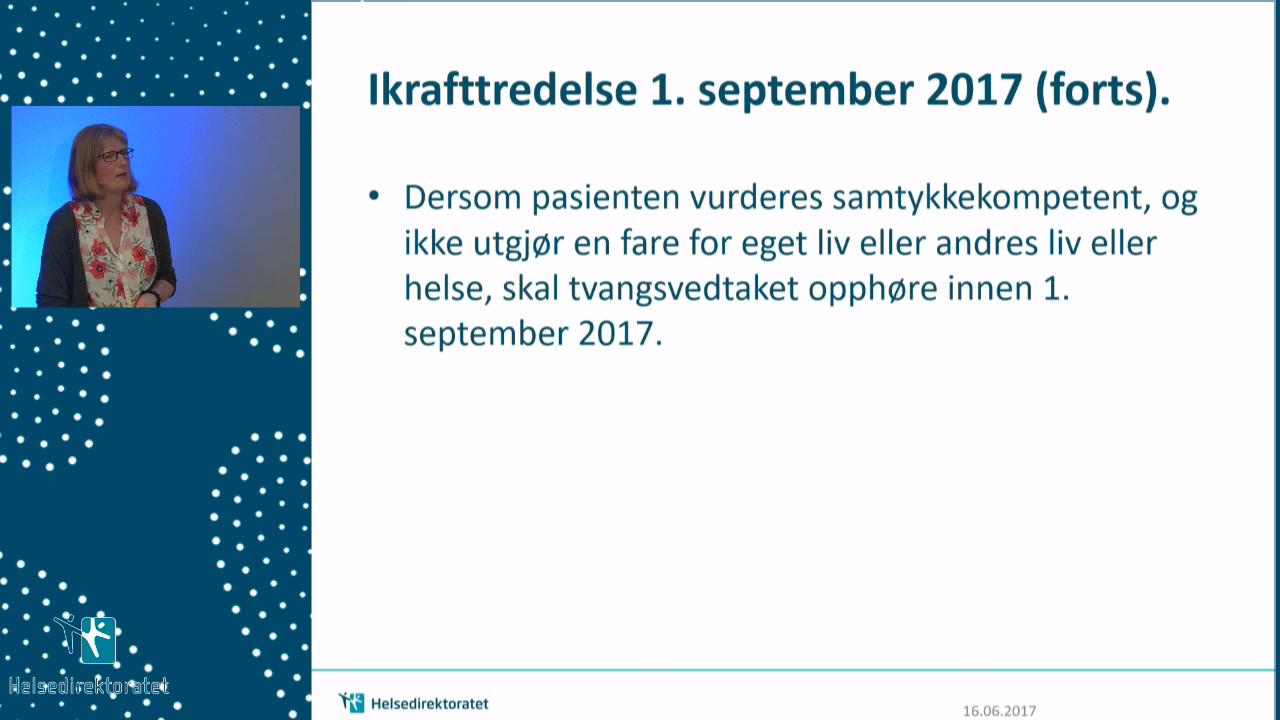 Ikrafttredelse 1. september 2017 (forts).
• Dersom pasienten vurderes samtykkekompetent, og
ikke utgjør en fare for eget liv eller andres liv eller
helse, skal tvangsvedtaket opphøre innen 1.
september 2017.
Helsedirektoratet
Helsedirektoratet
16.06.2017